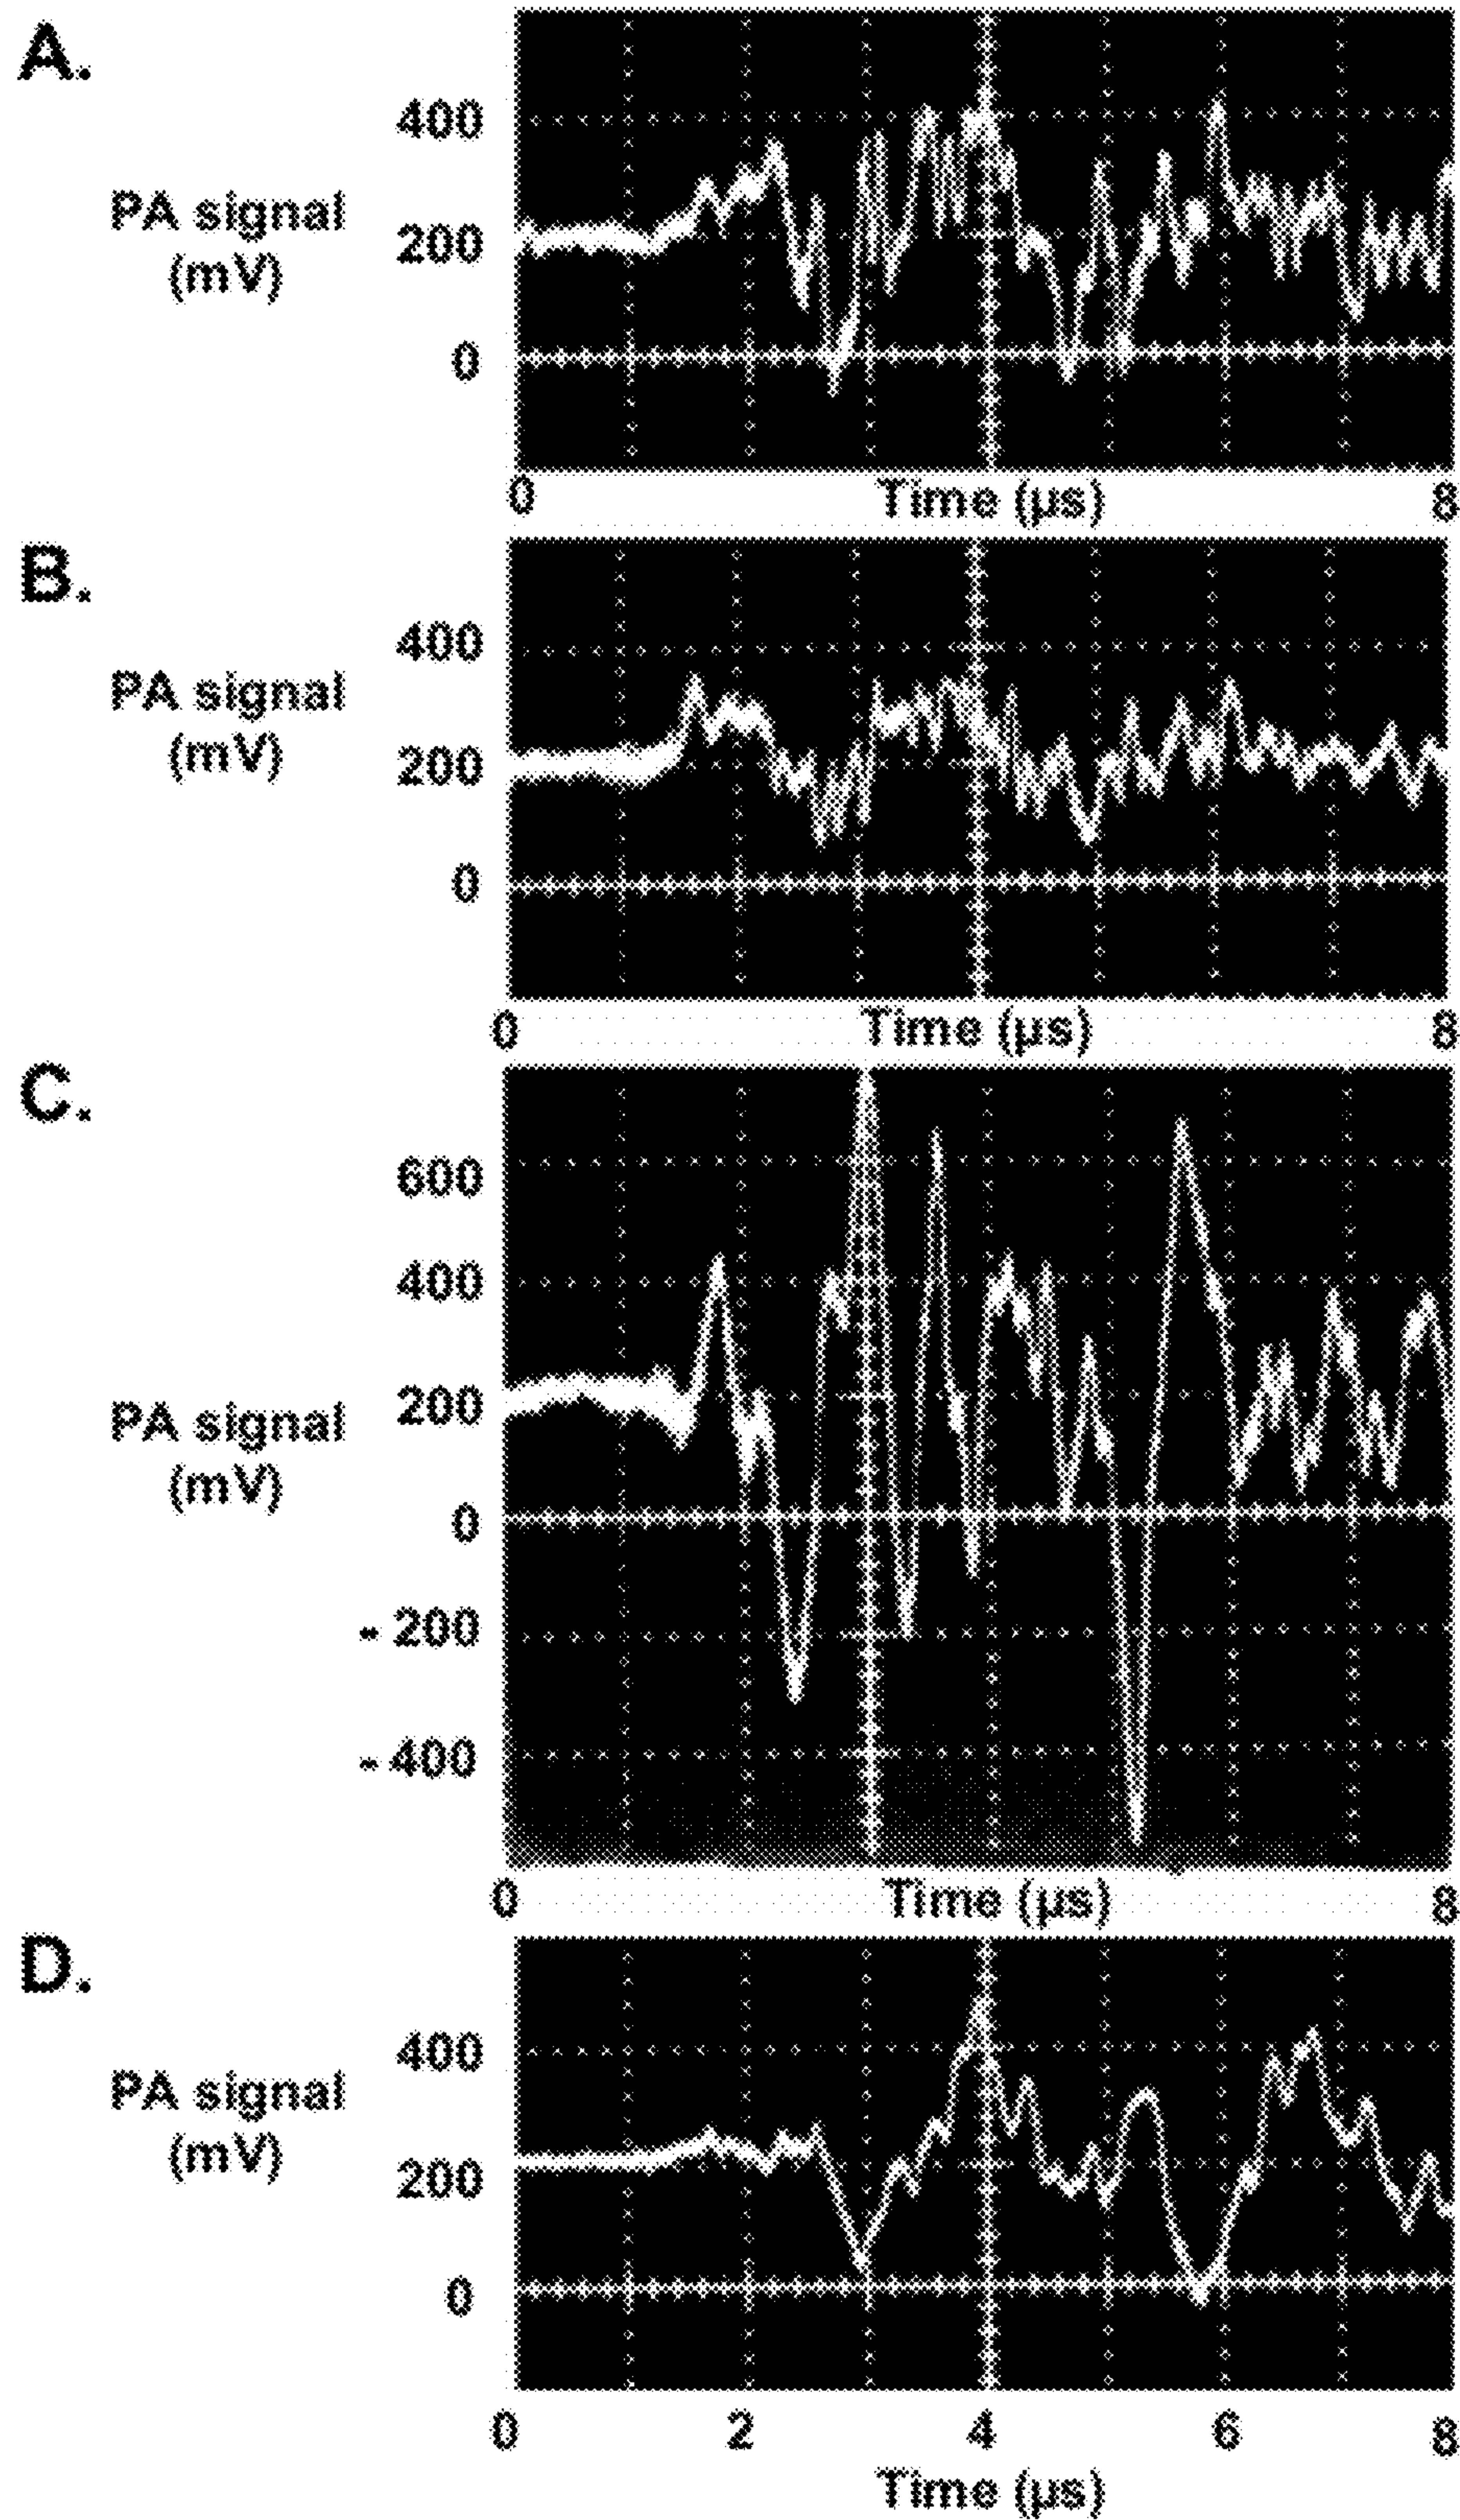 A.
400
PA signal
(mV)
200
0
0 Time (µs) 8
B.
400
PA signal
(mV)
200
0
0 Time (µs) 8
C.
600
400
200
PA signal
(mV)
0
- 200
- 400
0 Time (µs) 8
D.
400
PA signal
(mV)
200
0
0 2 4 6 8
Time (µs)